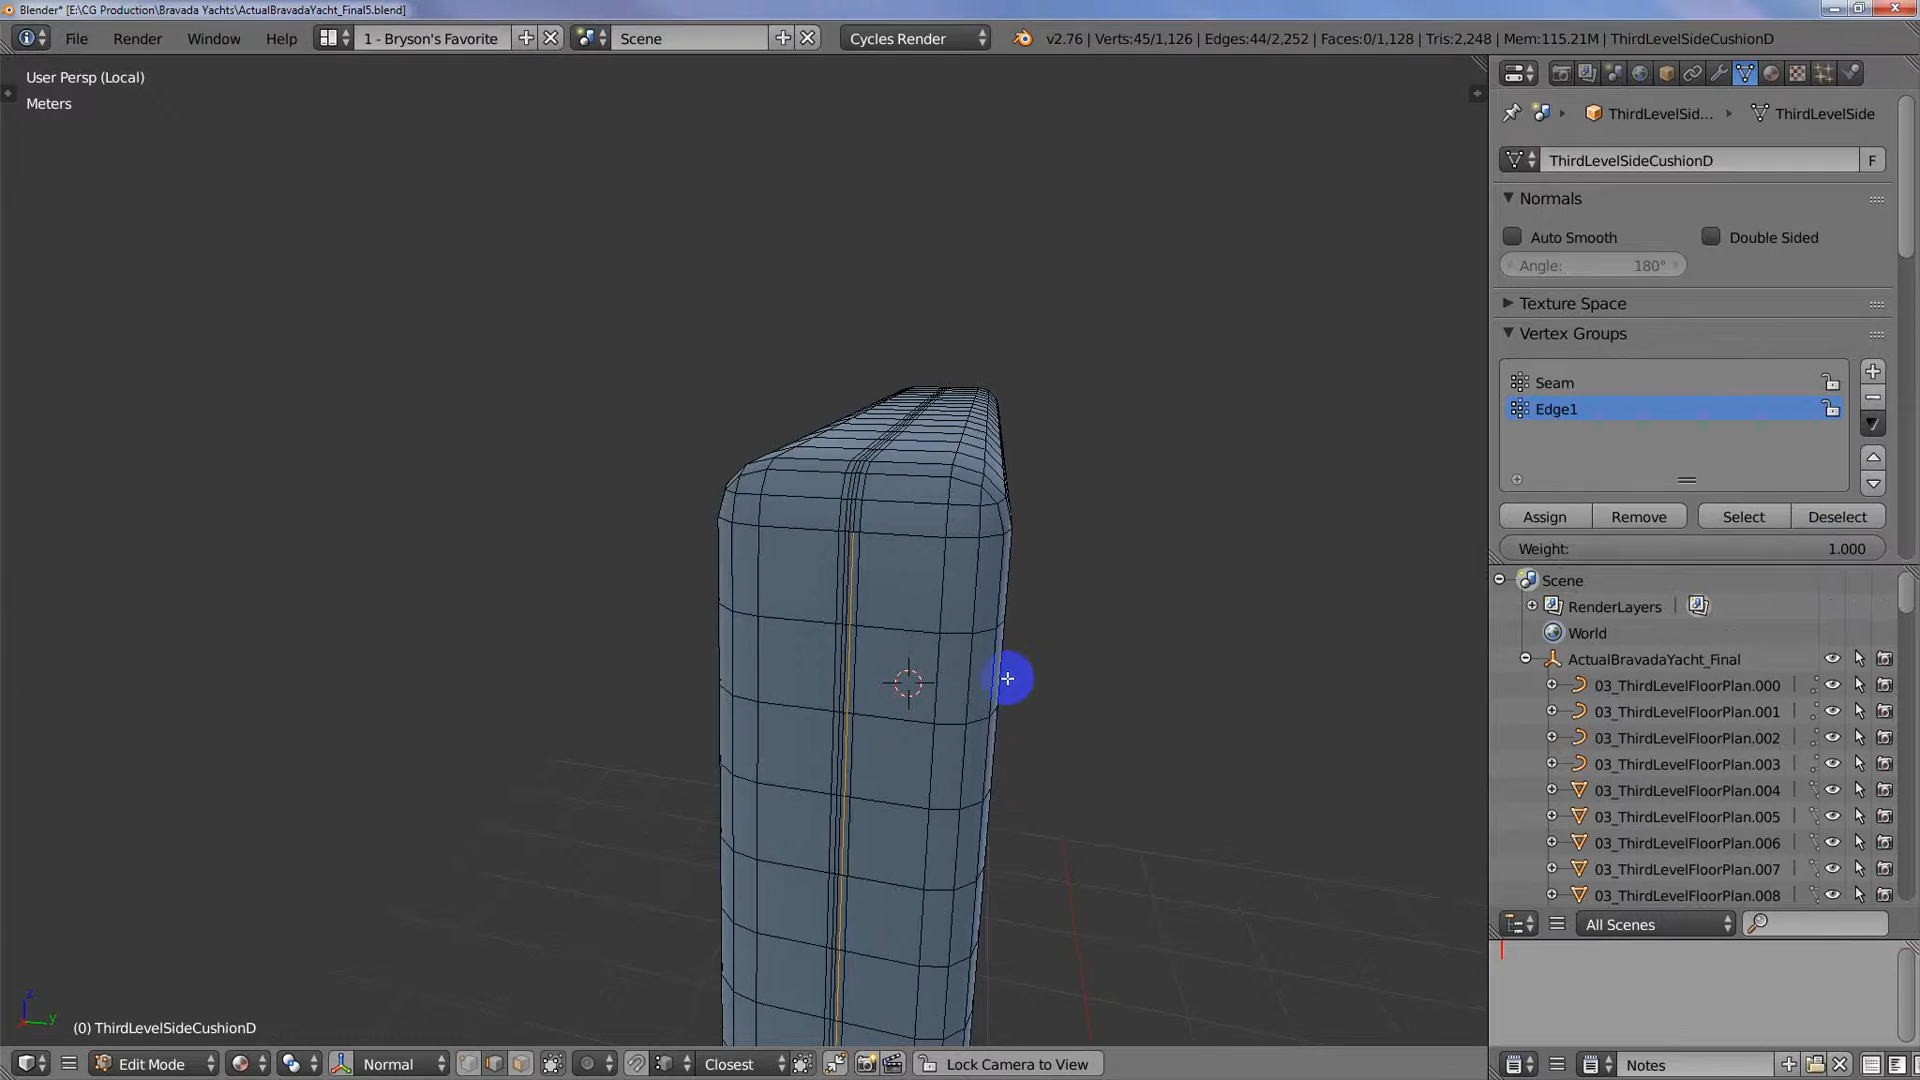 Blender* [E:\CG Production\Bravada Yachts\ActualBravadaYacht_Final5.blend]
File Render Window Help 1 - Bryson's Favorite Scene Cycles Render v2.76 | Verts:45/1,126 | Edges:44/2,252 | Faces:0/1,128 | Tris:2,248 | Mem:115.21M | ThirdLevelSideCushionD
User Persp (Local)
Meters
ThirdLevelSid... ThirdLevelSide
ThirdLevelSideCushionD F
Normals
Auto Smooth Double Sided
Angle: 180°
Texture Space
Vertex Groups
Seam
Edge1
Assign Remove Select Deselect
Weight: 1.000
Scene
RenderLayers
World
ActualBravadaYacht_Final
03_ThirdLevelFloorPlan.000
03_ThirdLevelFloorPlan.001
03_ThirdLevelFloorPlan.002
03_ThirdLevelFloorPlan.003
03_ThirdLevelFloorPlan.004
03_ThirdLevelFloorPlan.005
03_ThirdLevelFloorPlan.006
03_ThirdLevelFloorPlan.007
03_ThirdLevelFloorPlan.008
All Scenes
z
y
(0) ThirdLevelSideCushionD
Edit Mode Normal Closest Lock Camera to View Notes